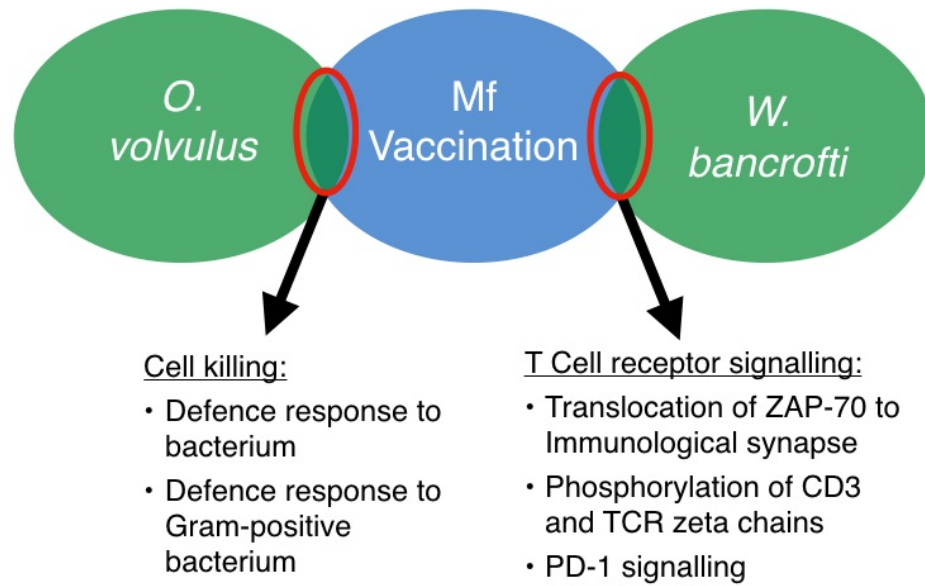 O.
volvulus
Mf
Vaccination
W.
bancrofti
Cell killing:
• Defence response to
bacterium
• Defence response to
Gram-positive
bacterium
T Cell receptor signalling:
• Translocation of ZAP-70 to
Immunological synapse
• Phosphorylation of CD3
and TCR zeta chains
• PD-1 signalling